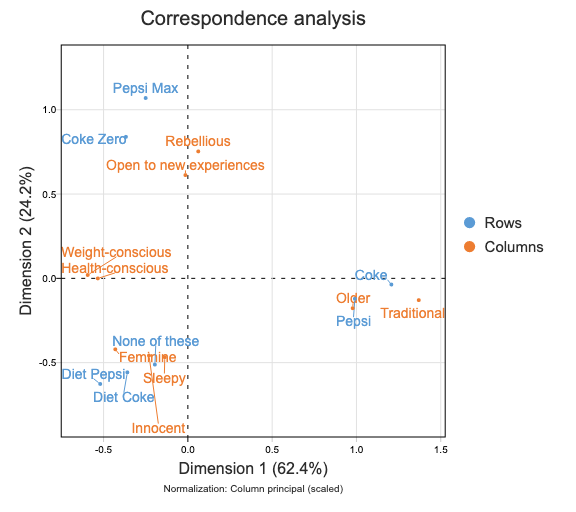 Correspondence analysis
Pepsi Max
1.0
Coke Zero
Rebellious
Open to new experiences
0.5
Rows
Columns
Weight-conscious
Health-conscious
0.0
Coke
Older
Traditional
Pepsi
None of these
Feminine
-0.5
Diet Pepsi
Sleepy
Diet Coke
Innocent
Dimension 2 (24.2%)
-0.5 0.0 0.5 1.0 1.5
Dimension 1 (62.4%)
Normalization: Column principal (scaled)